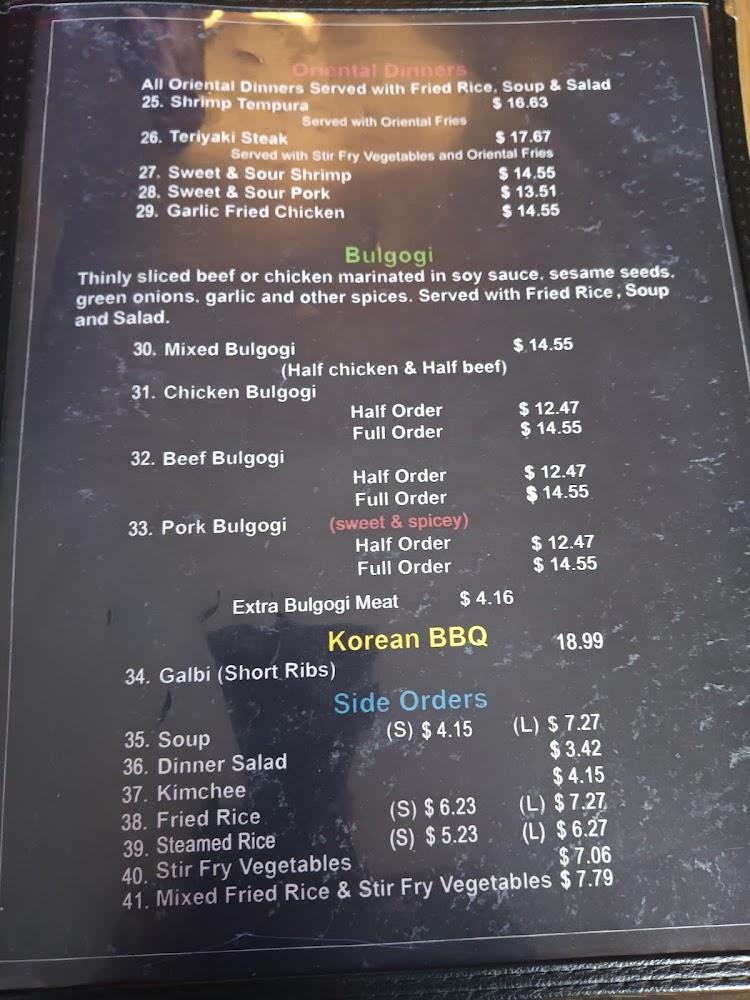 Oriental Dinners
All Oriental Dinners Served with Fried Rice, Soup & Salad
25. Shrimp Tempura $ 16.63
Served with Oriental Fries
26. Teriyaki Steak $ 17.67
Served with Stir Fry Vegetables and Oriental Fries
27. Sweet & Sour Shrimp $ 14.55
28. Sweet & Sour Pork $ 13.51
29. Garlic Fried Chicken $ 14.55
Bulgogi
Thinly sliced beef or chicken marinated in soy sauce, sesame seeds,
green onions, garlic and other spices. Served with Fried Rice, Soup
and Salad.
30. Mixed Bulgogi $ 14.55
(Half chicken & Half beef)
31. Chicken Bulgogi
Half Order $ 12.47
Full Order $ 14.55
32. Beef Bulgogi
Half Order $ 12.47
Full Order $ 14.55
33. Pork Bulgogi (sweet & spicey)
Half Order $ 12.47
Full Order $ 14.55
Extra Bulgogi Meat $ 4.16
Korean BBQ 18.99
34. Galbi (Short Ribs)
Side Orders
35. Soup (S) $ 4.15 (L) $ 7.27
36. Dinner Salad $ 3.42
37. Kimchee $ 4.15
38. Fried Rice (S) $ 6.23 (L) $ 7.27
39. Steamed Rice (S) $ 5.23 (L) $ 6.27
40. Stir Fry Vegetables $ 7.06
41. Mixed Fried Rice & Stir Fry Vegetables $ 7.79